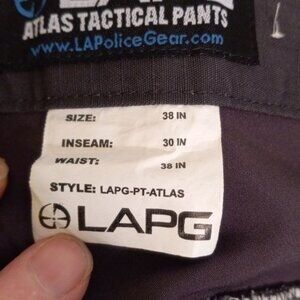 ATLAS TACTICAL PANTS
www.LAPoliceGear.com
SIZE: 38 IN
INSEAM: 30 IN
WAIST: 38 IN
STYLE: LAPG-PT-ATLAS
LAPG